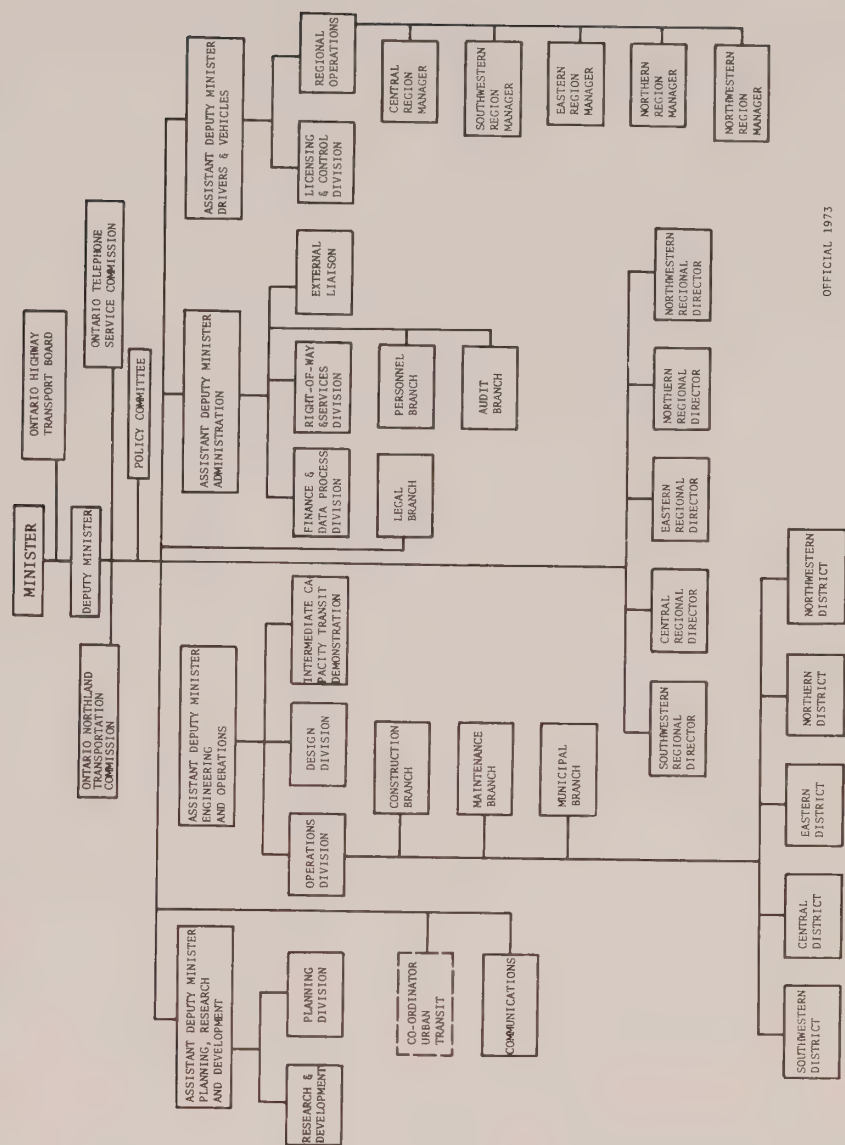 MINISTER
ONTARIO HIGHWAY
TRANSPORT BOARD
DEPUTY MINISTER
ONTARIO NORTHLAND
TRANSPORTATION
COMMISSION
ONTARIO TELEPHONE
SERVICE COMMISSION
POLICY COMMITTEE
ASSISTANT DEPUTY MINISTER
PLANNING, RESEARCH
AND DEVELOPMENT
ASSISTANT DEPUTY MINISTER
ENGINEERING
AND OPERATIONS
ASSISTANT DEPUTY MINISTER
ADMINISTRATION
ASSISTANT DEPUTY MINISTER
DRIVERS & VEHICLES
RESEARCH &
DEVELOPMENT
PLANNING
DIVISION
OPERATIONS
DIVISION
DESIGN
DIVISION
INTERMEDIATE CA
PACITY TRANSIT
DEMONSTRATION
FINANCE &
DATA PROCESS
DIVISION
RIGHT-OF-WAY
&SERVICES
DIVISION
EXTERNAL
LIAISON
LICENSING
& CONTROL
DIVISION
REGIONAL
OPERATIONS
CO-ORDINATOR
URBAN
TRANSIT
COMMUNICATIONS
CONSTRUCTION
BRANCH
MAINTENANCE
BRANCH
MUNICIPAL
BRANCH
LEGAL
BRANCH
PERSONNEL
BRANCH
AUDIT
BRANCH
CENTRAL
REGION
MANAGER
SOUTHWESTERN
REGION
MANAGER
EASTERN
REGION
MANAGER
NORTHERN
REGION
MANAGER
NORTHWESTERN
REGION
MANAGER
SOUTHWESTERN
REGIONAL
DIRECTOR
CENTRAL
REGIONAL
DIRECTOR
EASTERN
REGIONAL
DIRECTOR
NORTHERN
REGIONAL
DIRECTOR
NORTHWESTERN
REGIONAL
DIRECTOR
SOUTHWESTERN
DISTRICT
CENTRAL
DISTRICT
EASTERN
DISTRICT
NORTHERN
DISTRICT
NORTHWESTERN
DISTRICT
OFFICIAL 1973